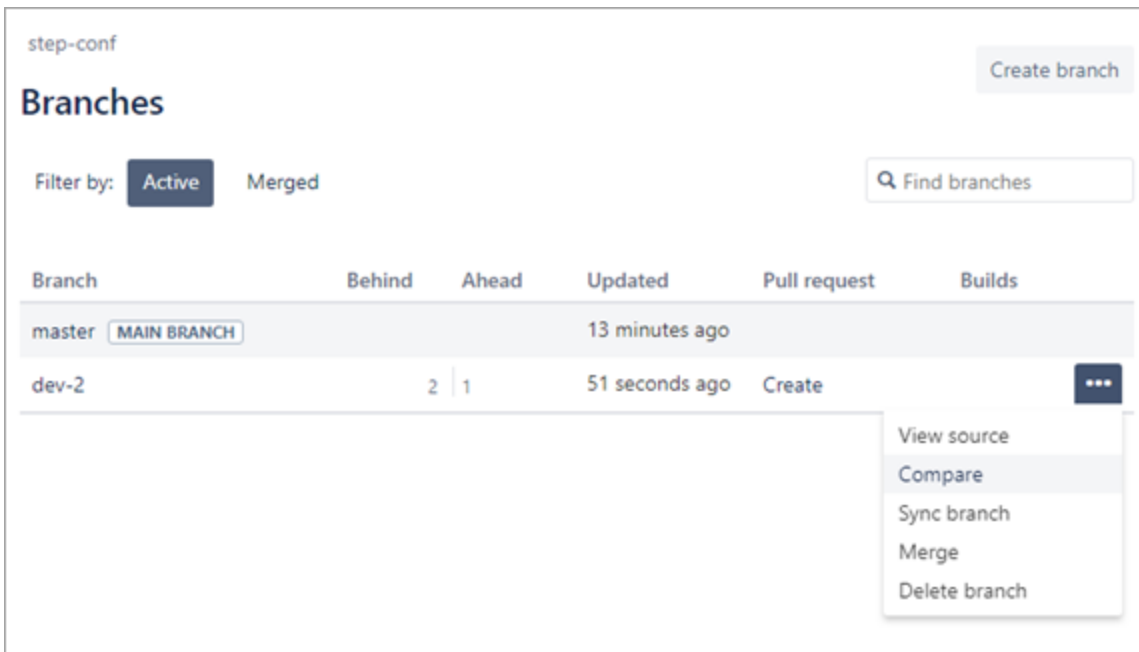 step-conf
Create branch
Branches
Filter by: Active Merged
Find branches
Branch Behind Ahead Updated Pull request Builds
master MAIN BRANCH 13 minutes ago
dev-2 2 1 51 seconds ago Create
View source
Compare
Sync branch
Merge
Delete branch